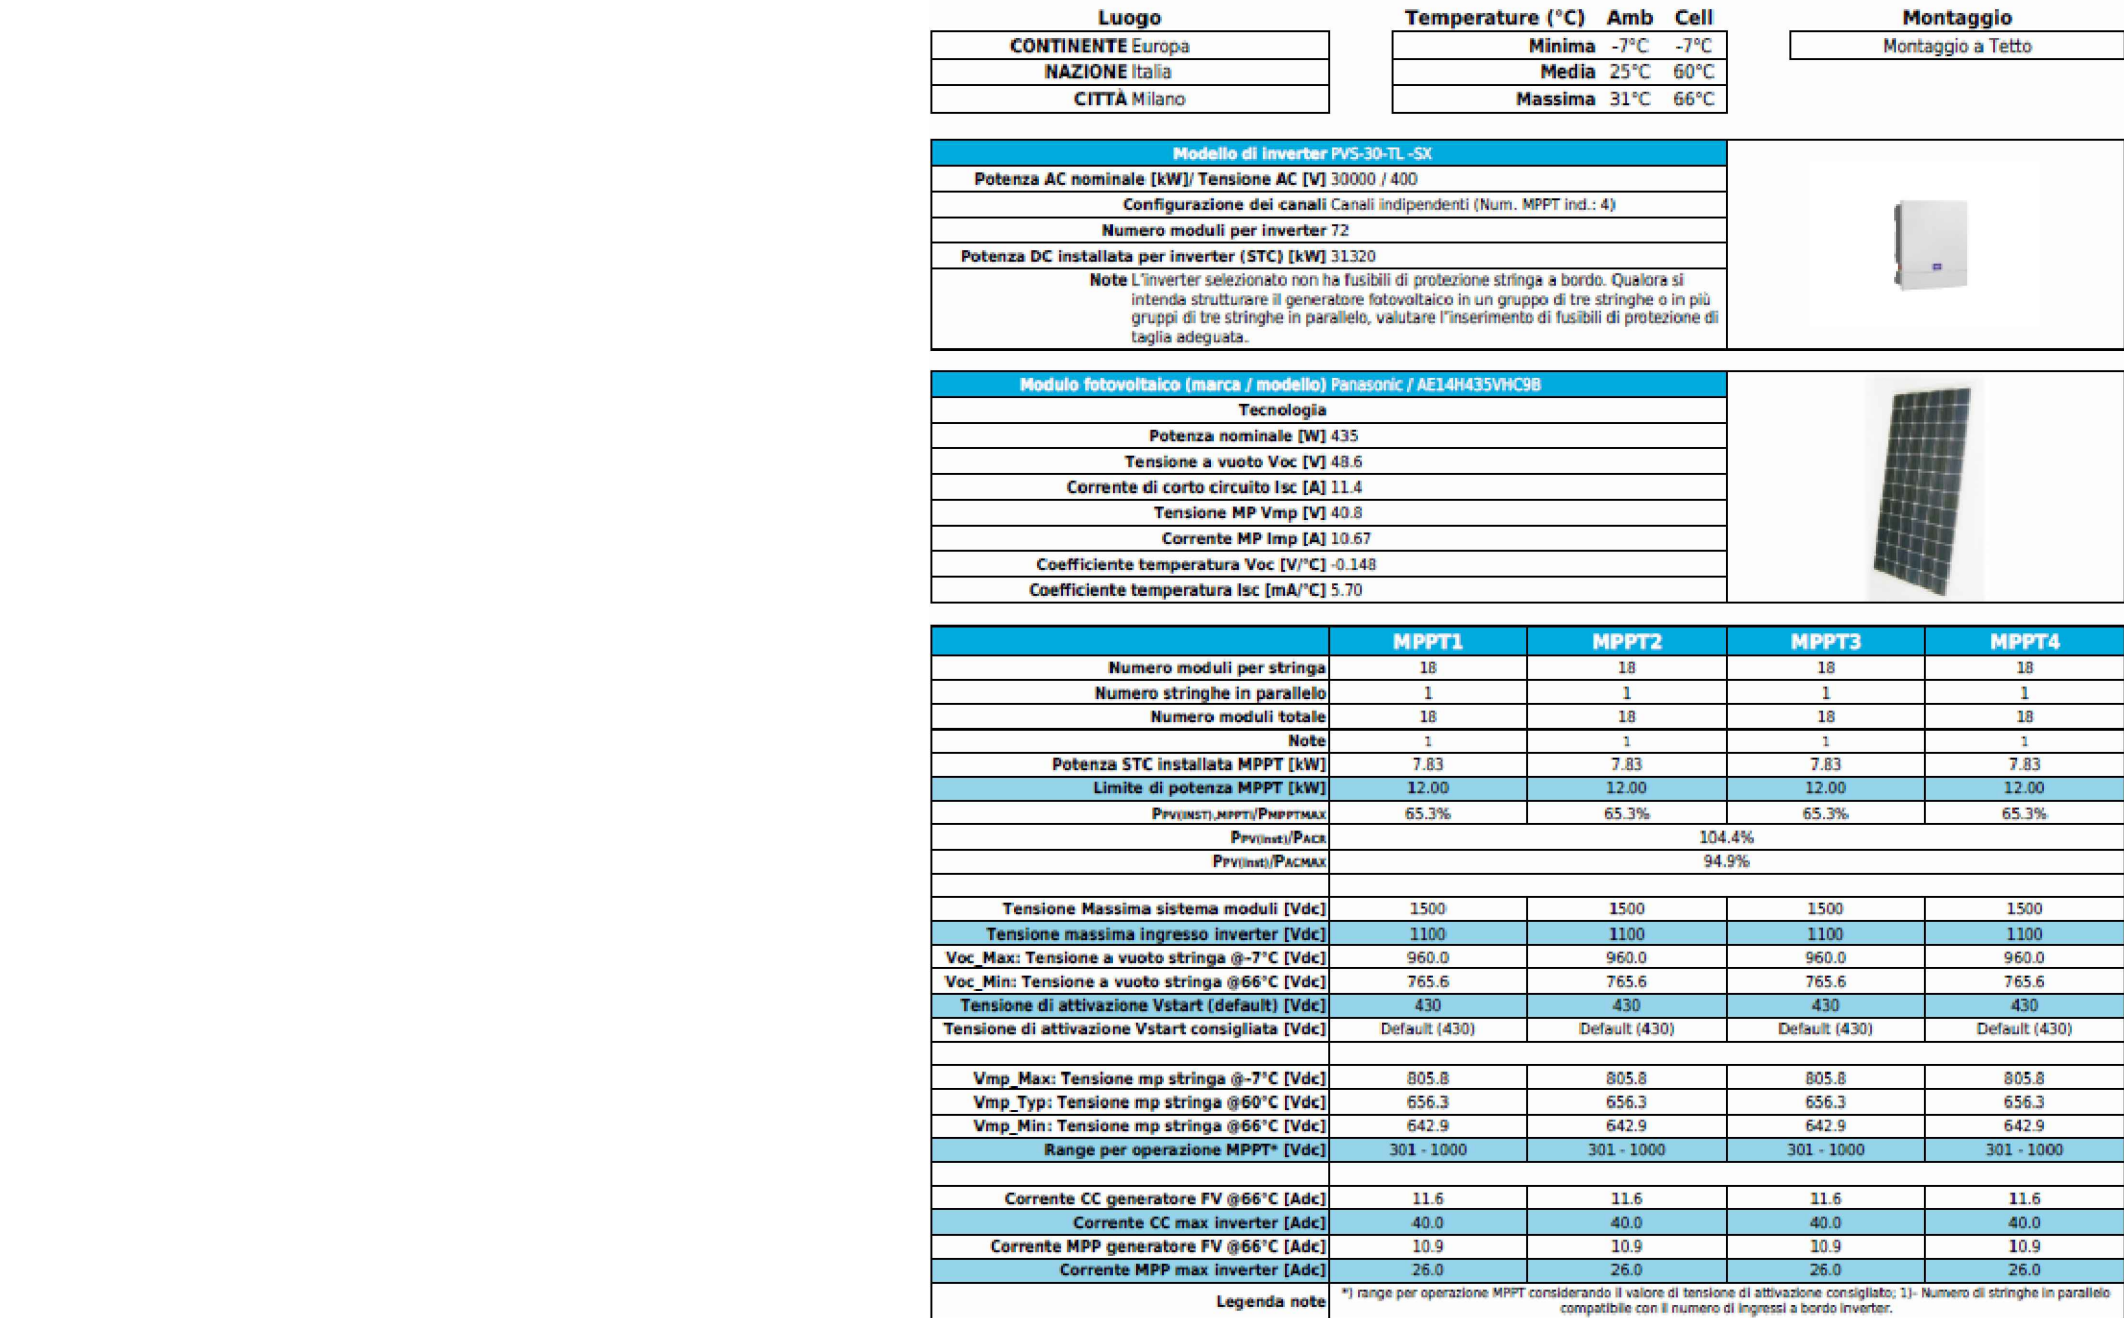 Luogo
CONTINENTE Europa
NAZIONE Italia
CITTÀ Milano
Temperature (°C) Amb Cell
Minima -7°C -7°C
Media 25°C 60°C
Massima 31°C 66°C
Montaggio
Montaggio a Tetto
Modello di inverter PVS-30-TL -SX
Potenza AC nominale [kW]/ Tensione AC [V] 30000 / 400
Configurazione dei canali Canali indipendenti (Num. MPPT ind.: 4)
Numero moduli per inverter 72
Potenza DC installata per inverter (STC) [kW] 31320
Note L'inverter selezionato non ha fusibili di protezione stringa a bordo. Qualora si
intenda strutturare il generatore fotovoltaico in un gruppo di tre stringhe o in più
gruppi di tre stringhe in parallelo, valutare l'inserimento di fusibili di protezione di
taglia adeguata.
Modulo fotovoltaico (marca / modello) Panasonic / AE14H435VHC9B
Tecnologia
Potenza nominale [W] 435
Tensione a vuoto Voc [V] 48.6
Corrente di corto circuito Isc [A] 11.4
Tensione MP Vmp [V] 40.8
Corrente MP Imp [A] 10.67
Coefficiente temperatura Voc [V/°C] -0.148
Coefficiente temperatura Isc [mA/°C] 5.70
MPPT1 MPPT2 MPPT3 MPPT4
Numero moduli per stringa 18 18 18 18
Numero stringhe in parallelo 1 1 1 1
Numero moduli totale 18 18 18 18
Note 1 1 1 1
Potenza STC installata MPPT [kW] 7.83 7.83 7.83 7.83
Limite di potenza MPPT [kW] 12.00 12.00 12.00 12.00
PPV(INST),MPPTI/PMPPTMAX 65.3% 65.3% 65.3% 65.3%
PPV(inst)/PACR 104.4%
PPV(inst)/PACMAX 94.9%
Tensione Massima sistema moduli [Vdc] 1500 1500 1500 1500
Tensione massima ingresso inverter [Vdc] 1100 1100 1100 1100
Voc_Max: Tensione a vuoto stringa @-7°C [Vdc] 960.0 960.0 960.0 960.0
Voc_Min: Tensione a vuoto stringa @66°C [Vdc] 765.6 765.6 765.6 765.6
Tensione di attivazione Vstart (default) [Vdc] 430 430 430 430
Tensione di attivazione Vstart consigliata [Vdc] Default (430) Default (430) Default (430) Default (430)
Vmp_Max: Tensione mp stringa @-7°C [Vdc] 805.8 805.8 805.8 805.8
Vmp_Typ: Tensione mp stringa @60°C [Vdc] 656.3 656.3 656.3 656.3
Vmp_Min: Tensione mp stringa @66°C [Vdc] 642.9 642.9 642.9 642.9
Range per operazione MPPT* [Vdc] 301 - 1000 301 - 1000 301 - 1000 301 - 1000
Corrente CC generatore FV @66°C [Adc] 11.6 11.6 11.6 11.6
Corrente CC max inverter [Adc] 40.0 40.0 40.0 40.0
Corrente MPP generatore FV @66°C [Adc] 10.9 10.9 10.9 10.9
Corrente MPP max inverter [Adc] 26.0 26.0 26.0 26.0
Legenda note *) range per operazione MPPT considerando il valore di tensione di attivazione consigliato; 1)- Numero di stringhe in parallelo
compatibile con il numero di ingressi a bordo inverter.